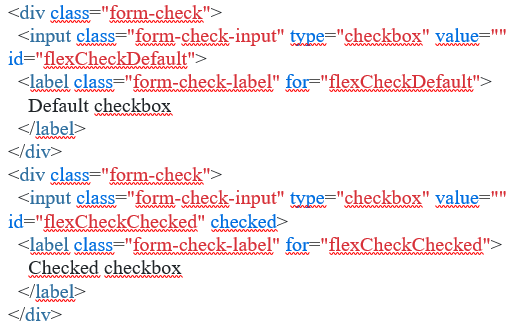 <div class="form-check">
<input class="form-check-input" type="checkbox" value=""
id="flexCheckDefault">
<label class="form-check-label" for="flexCheckDefault">
Default checkbox
</label>
</div>
<div class="form-check">
<input class="form-check-input" type="checkbox" value=""
id="flexCheckChecked" checked>
<label class="form-check-label" for="flexCheckChecked">
Checked checkbox
</label>
</div>